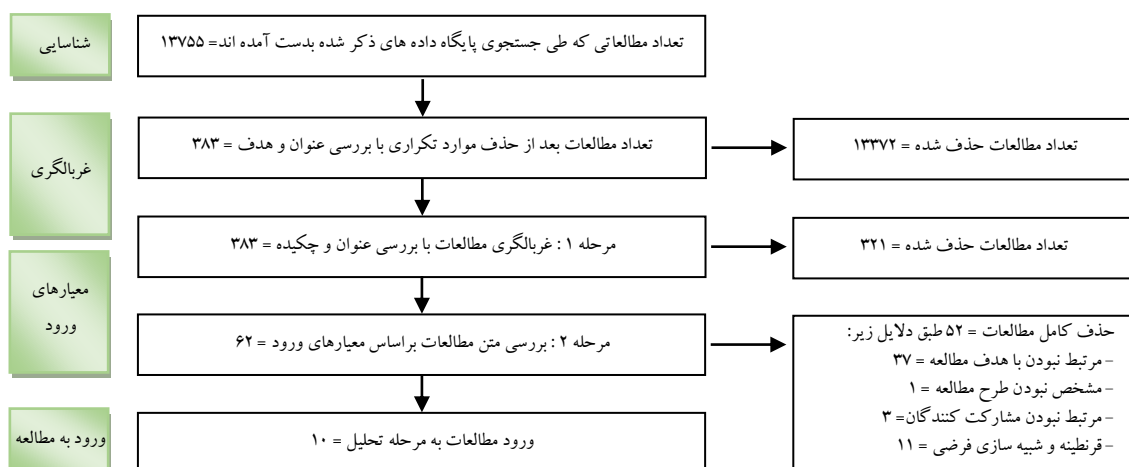 شناسایی
تعداد مطالعاتی که طی جستجوی پایگاه داده های ذکر شده بدست آمده اند= ۱۳۷۵۵
غربالگری
تعداد مطالعات بعد از حذف موارد تکراری با بررسی عنوان و هدف = ۳۸۳
تعداد مطالعات حذف شده = ۱۳۳۷۲
مرحله ۱ : غربالگری مطالعات با بررسی عنوان و چکیده = ۳۸۳
تعداد مطالعات حذف شده = ۳۲۱
معیارهای
ورود
مرحله ۲ : بررسی متن مطالعات براساس معیارهای ورود = ۶۲
حذف کامل مطالعات = ۵۲ طبق دلایل زیر:
- مرتبط نبودن با هدف مطالعه = ۳۷
- مشخص نبودن طرح مطالعه = ۱
- مرتبط نبودن مشارکت کنندگان= ۳
- قرنطینه و شبیه سازی فرضی = ۱۱
ورود به مطالعه
ورود مطالعات به مرحله تحلیل = ۱۰